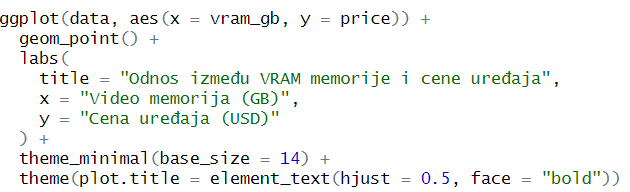 ggplot(data, aes(x = vram_gb, y = price)) +
  geom_point() +
  labs(
    title = "Odnos između VRAM memorije i cene uređaja",
    x = "Video memorija (GB)",
    y = "Cena uređaja (USD)"
  ) +
  theme_minimal(base_size = 14) +
  theme(plot.title = element_text(hjust = 0.5, face = "bold"))